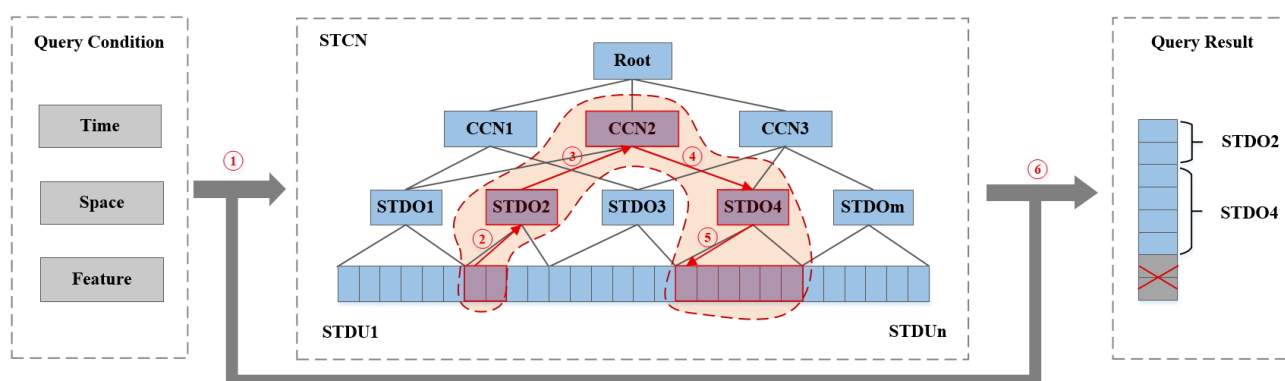 Query Condition
Time
Space
Feature
①
STCN
Root
CCN1 CCN2 CCN3
③ ④
STDO1 STDO2 STDO3 STDO4 STDOm
② ⑤
STDU1 STDUn
⑥
Query Result
STDO2
STDO4